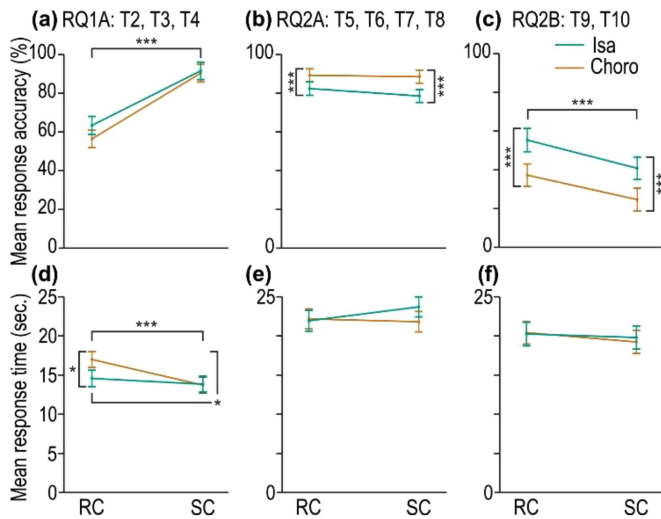 (a) RQ1A: T2, T3, T4
(b) RQ2A: T5, T6, T7, T8
(c) RQ2B: T9, T10
Mean response accuracy (%)
100
80
60
40
20
0
***
100
0
***
***
100
0
Isa
Choro
***
***
***
(d)
(e)
(f)
Mean response time (sec.)
25
20
15
10
5
0
***
*
*
25
0
25
0
RC
SC
RC
SC
RC
SC